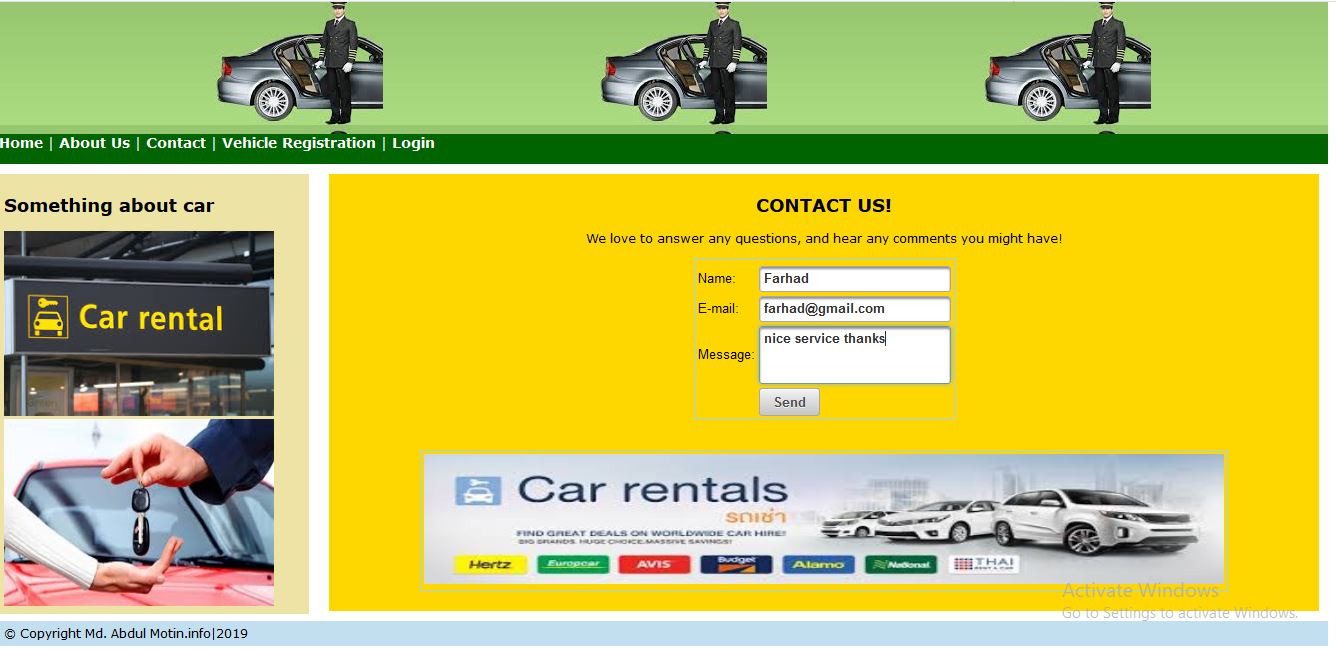 Home | About Us | Contact | Vehicle Registration | Login
Something about car
Car rental
CONTACT US!
We love to answer any questions, and hear any comments you might have!
Name: Farhad
E-mail: farhad@gmail.com
Message: nice service thanks
Send
Car rentals
รถเช่า
FIND GREAT DEALS ON WORLDWIDE CAR HIRE!
BIG BRANDS. HUGE CHOICE.MASSIVE SAVINGS!
Hertz Europcar AVIS Budget Alamo National THAI
RENT A CAR
Activate Windows
Go to Settings to activate Windows.
© Copyright Md. Abdul Motin.info|2019